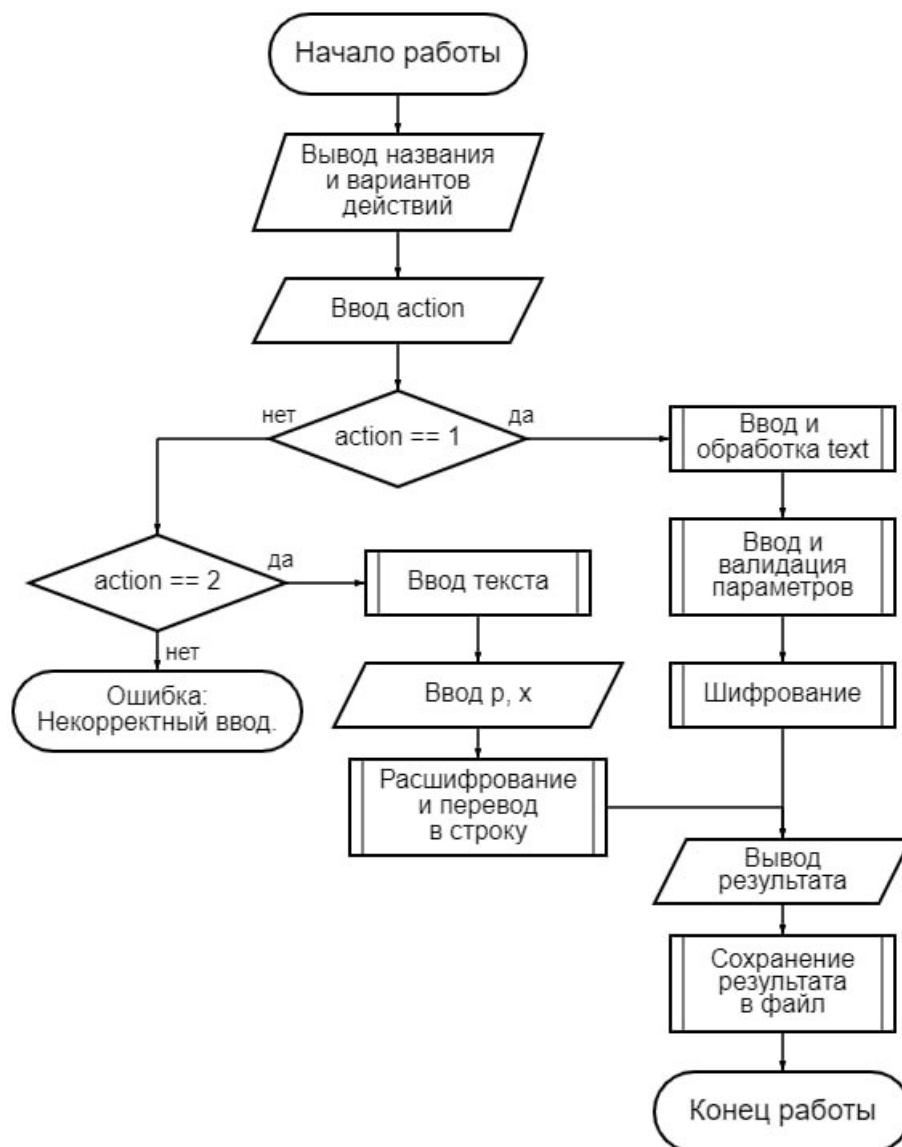 Начало работы
Вывод названия
и вариантов
действий
Ввод action
нет
да
action == 1
Ввод и
обработка text
Ввод и
валидация
параметров
action == 2
да
Ввод текста
нет
Ошибка:
Некорректный ввод.
Ввод p, x
Шифрование
Расшифрование
и перевод
в строку
Вывод
результата
Сохранение
результата
в файл
Конец работы